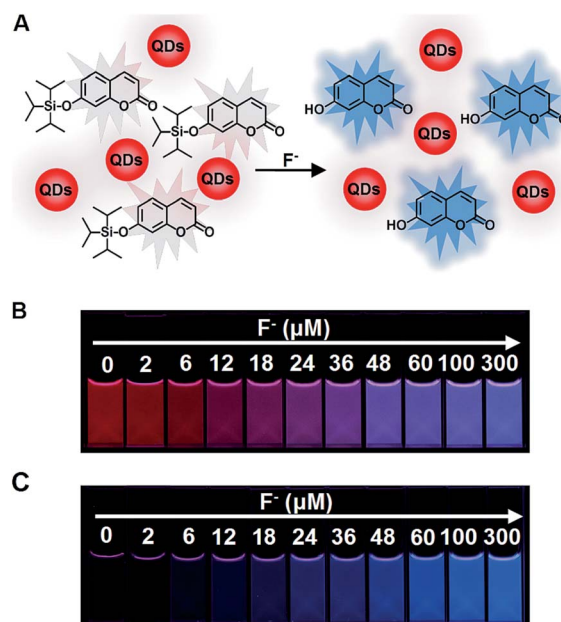 A
QDs
QDs
Si-O
O
O
Si-O
O
O
QDs
QDs
QDs
F⁻
Si-O
O
O
HO
O
O
HO
O
O
QDs
QDs
QDs
HO
O
O
B
F⁻ (μM)
0 2 6 12 18 24 36 48 60 100 300
C
F⁻ (μM)
0 2 6 12 18 24 36 48 60 100 300